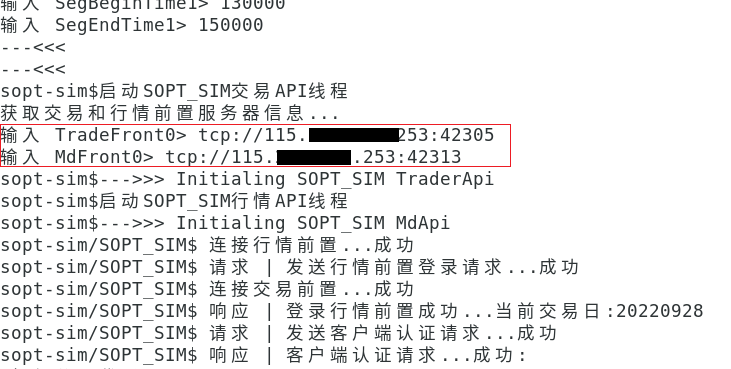 输入 SegBeginTime1> 130000
输入 SegEndTime1> 150000
---<<<
---<<<
sopt-sim$启动SOPT_SIM交易API线程
获取交易和行情前置服务器信息...
输入 TradeFront0> tcp://115. 253:42305
输入 MdFront0> tcp://115. .253:42313
sopt-sim$--->>> Initialing SOPT_SIM TraderApi
sopt-sim$启动SOPT_SIM行情API线程
sopt-sim$--->>> Initialing SOPT_SIM MdApi
sopt-sim/SOPT_SIM$ 连接行情前置...成功
sopt-sim/SOPT_SIM$ 请求 | 发送行情前置登录请求...成功
sopt-sim/SOPT_SIM$ 连接交易前置...成功
sopt-sim/SOPT_SIM$ 响应 | 登录行情前置成功...当前交易日:20220928
sopt-sim/SOPT_SIM$ 请求 | 发送客户端认证请求...成功
sopt-sim/SOPT_SIM$ 响应 | 客户端认证请求...成功: